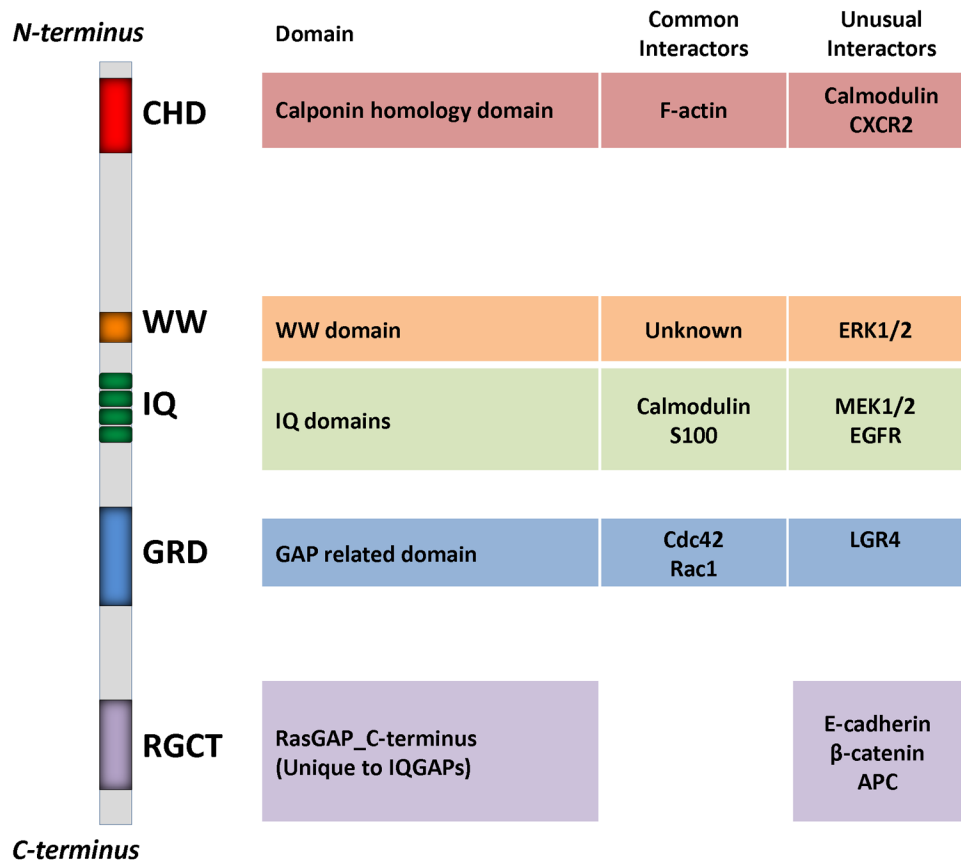 N-terminus
Domain
Common
Interactors
Unusual
Interactors
CHD
Calponin homology domain
F-actin
Calmodulin
CXCR2
WW
WW domain
Unknown
ERK1/2
IQ
IQ domains
Calmodulin
S100
MEK1/2
EGFR
GRD
GAP related domain
Cdc42
Rac1
LGR4
RGCT
RasGAP_C-terminus
(Unique to IQGAPs)
E-cadherin
β-catenin
APC
C-terminus